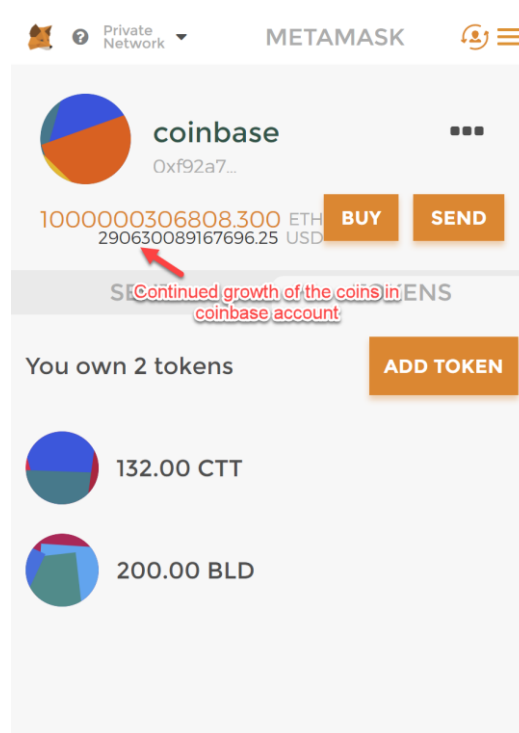 Private
Network
METAMASK
coinbase
0xf92a7...
1000000306808.300 ETH
290630089167696.25 USD
BUY
SEND
Continued growth of the coins in
coinbase account
You own 2 tokens
ADD TOKEN
132.00 CTT
200.00 BLD